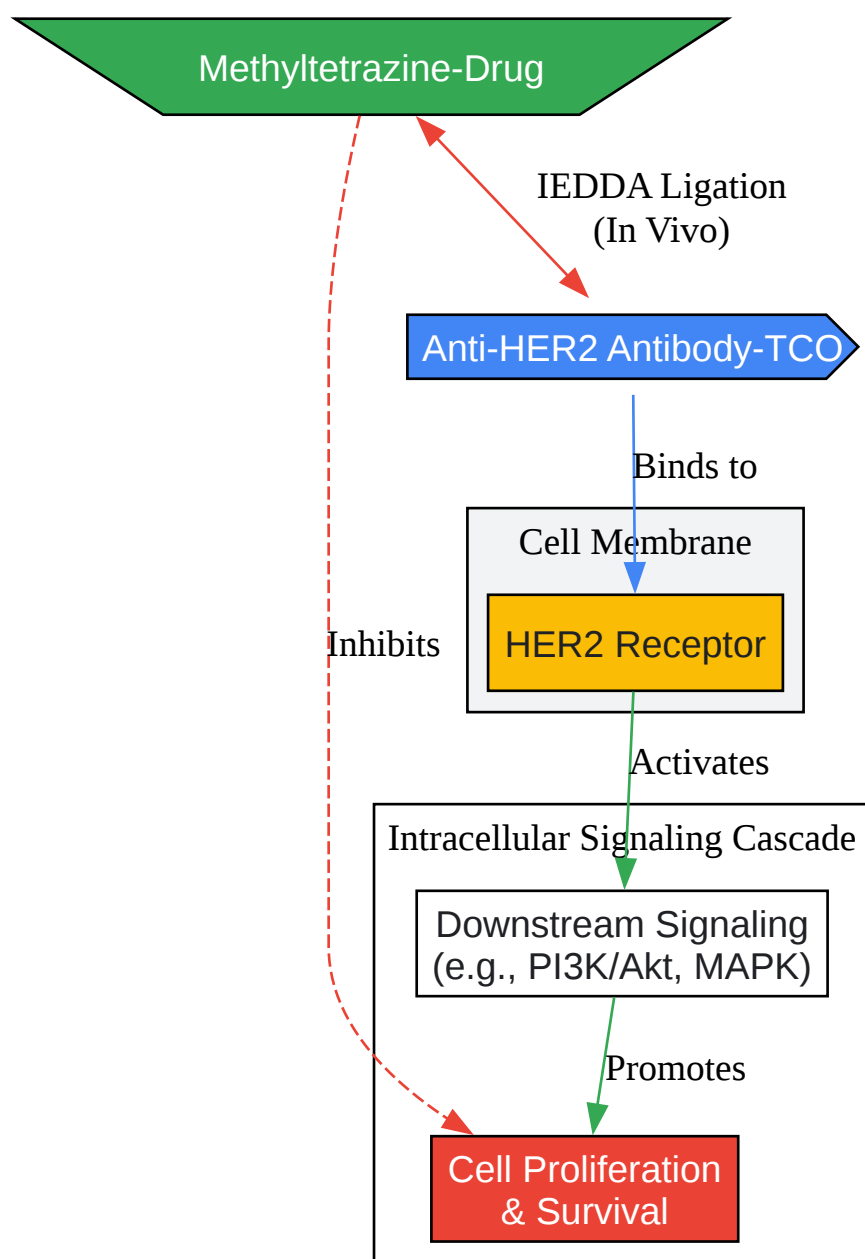 Methyltetrazine-Drug
IEDDA Ligation
(In Vivo)
Anti-HER2 Antibody-TCO
Binds to
Cell Membrane
HER2 Receptor
Inhibits
Activates
Intracellular Signaling Cascade
Downstream Signaling
(e.g., PI3K/Akt, MAPK)
Promotes
Cell Proliferation
& Survival